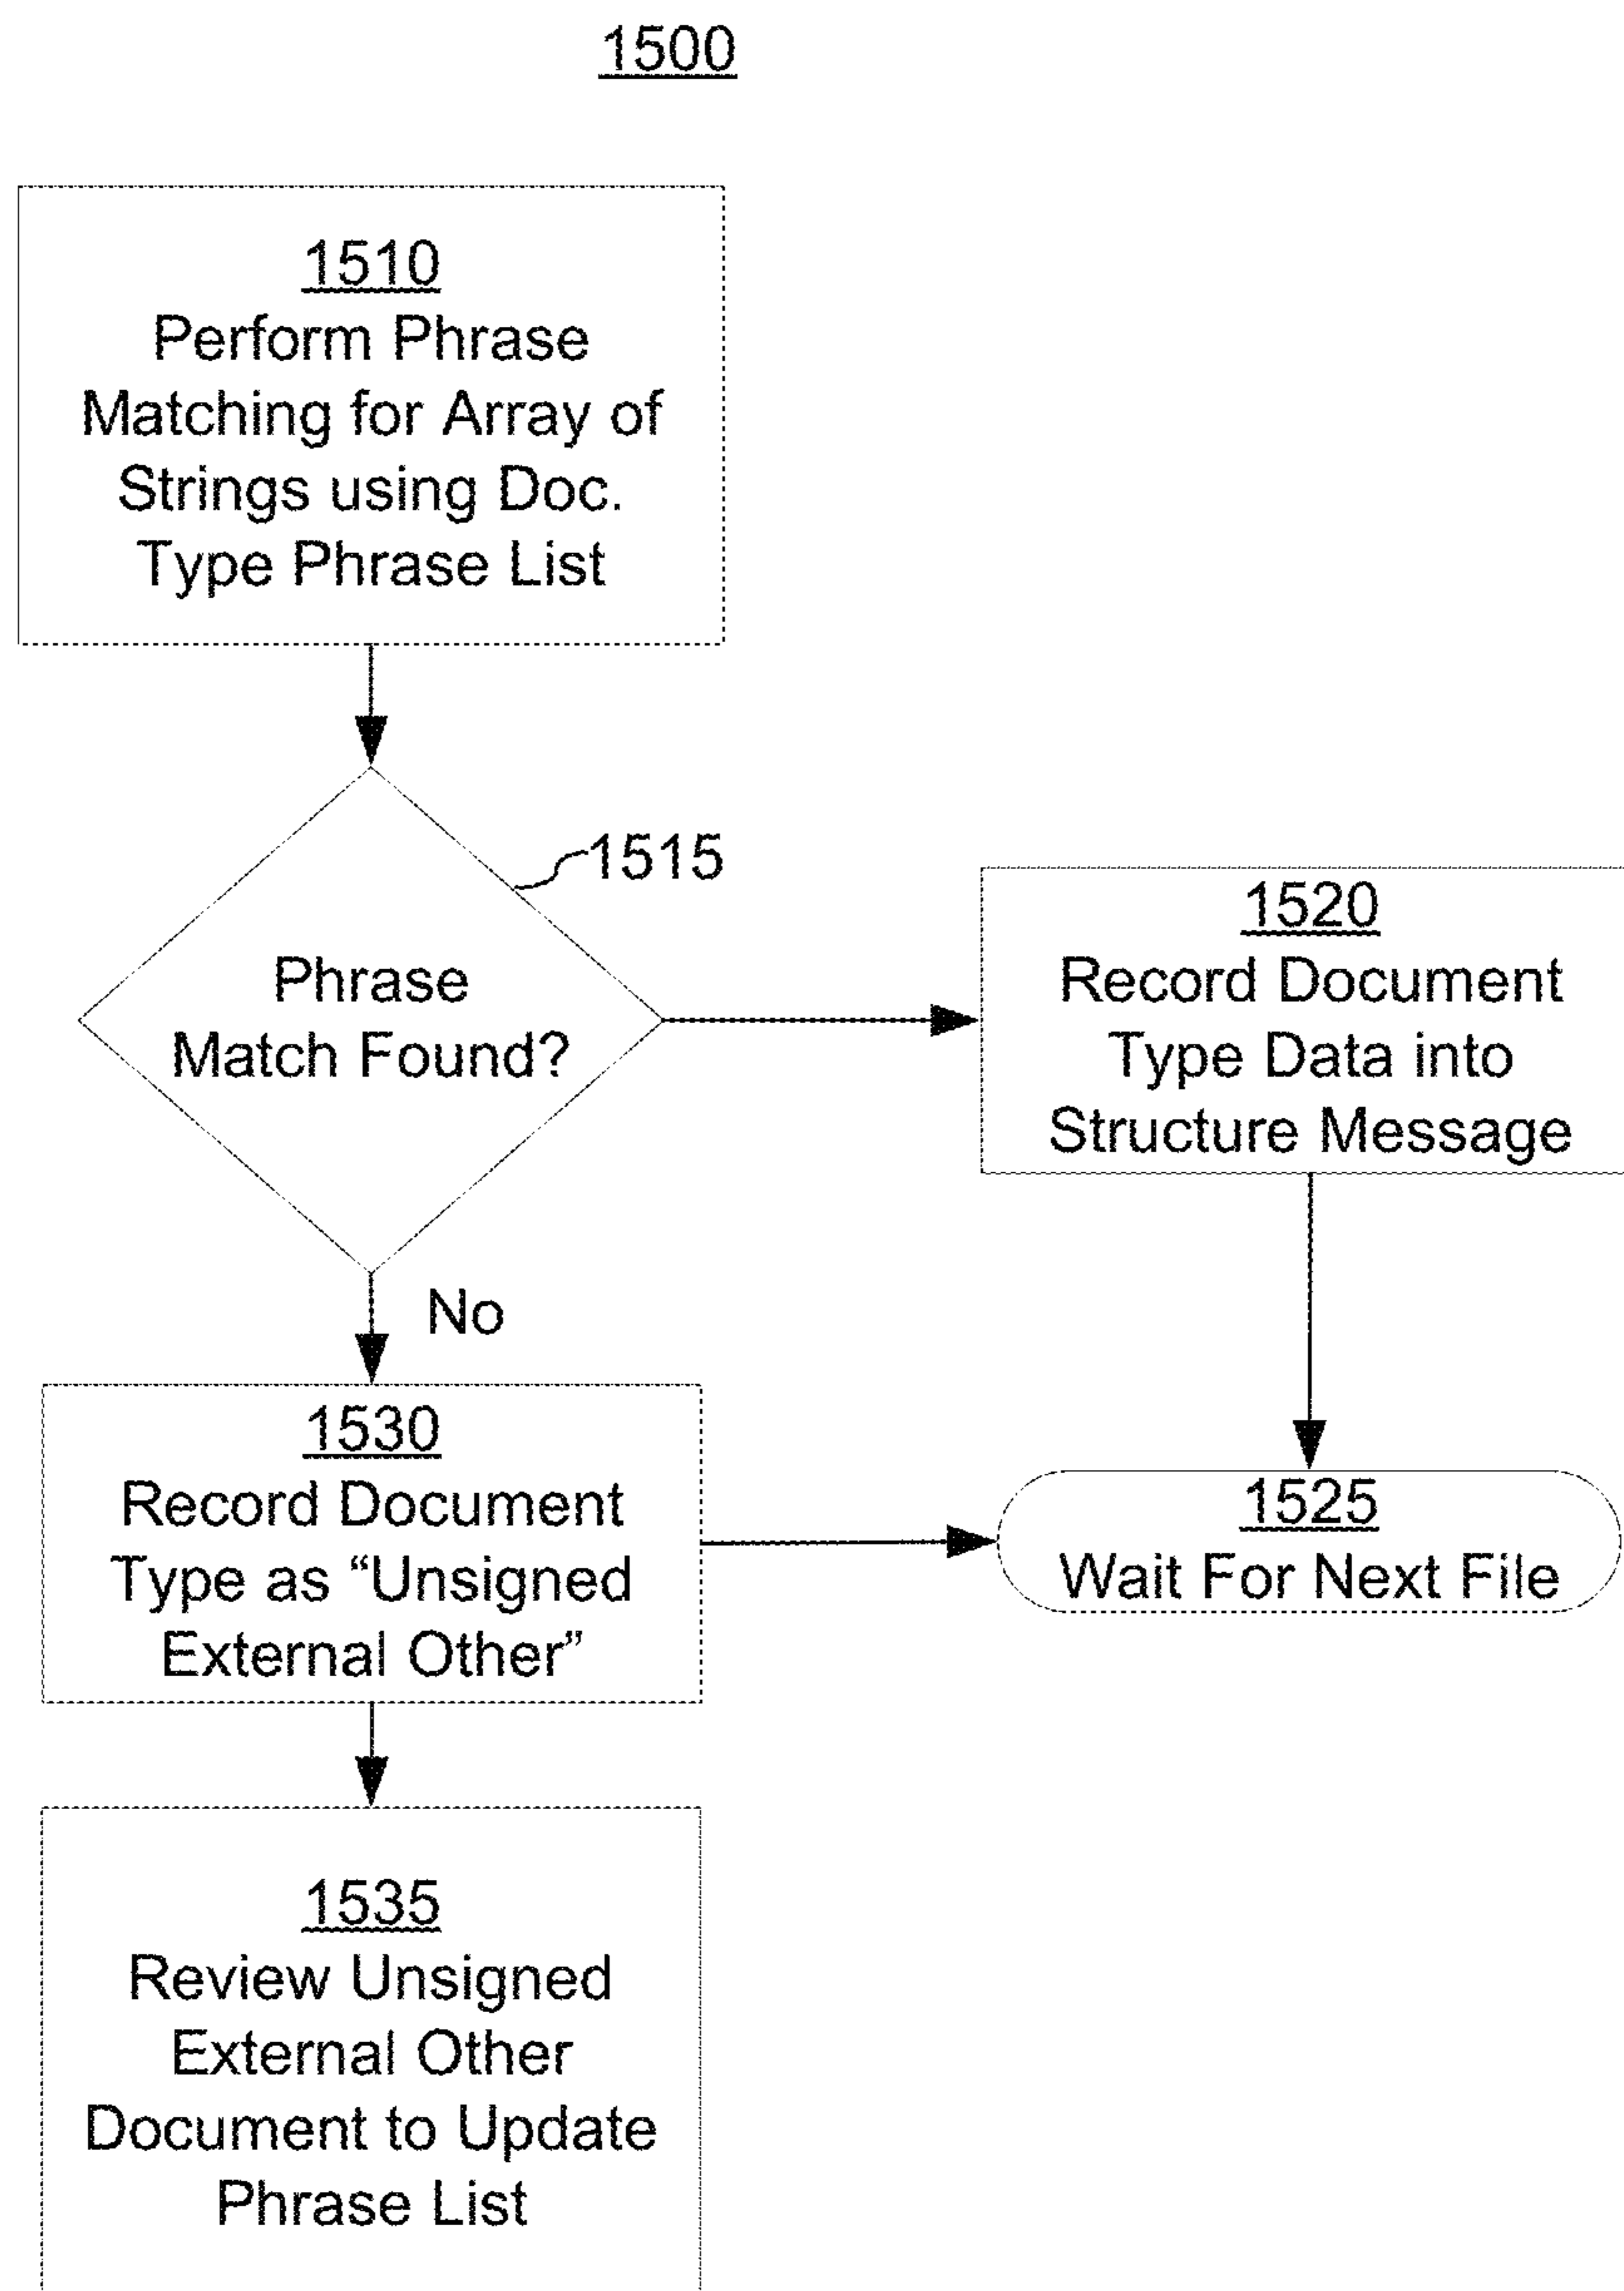 1500
1510
Perform Phrase
Matching for Array of
Strings using Doc.
Type Phrase List
1515
Phrase
Match Found?
1520
Record Document
Type Data into
Structure Message
No
1530
Record Document
Type as “Unsigned
External Other”
1525
Wait For Next File
1535
Review Unsigned
External Other
Document to Update
Phrase List